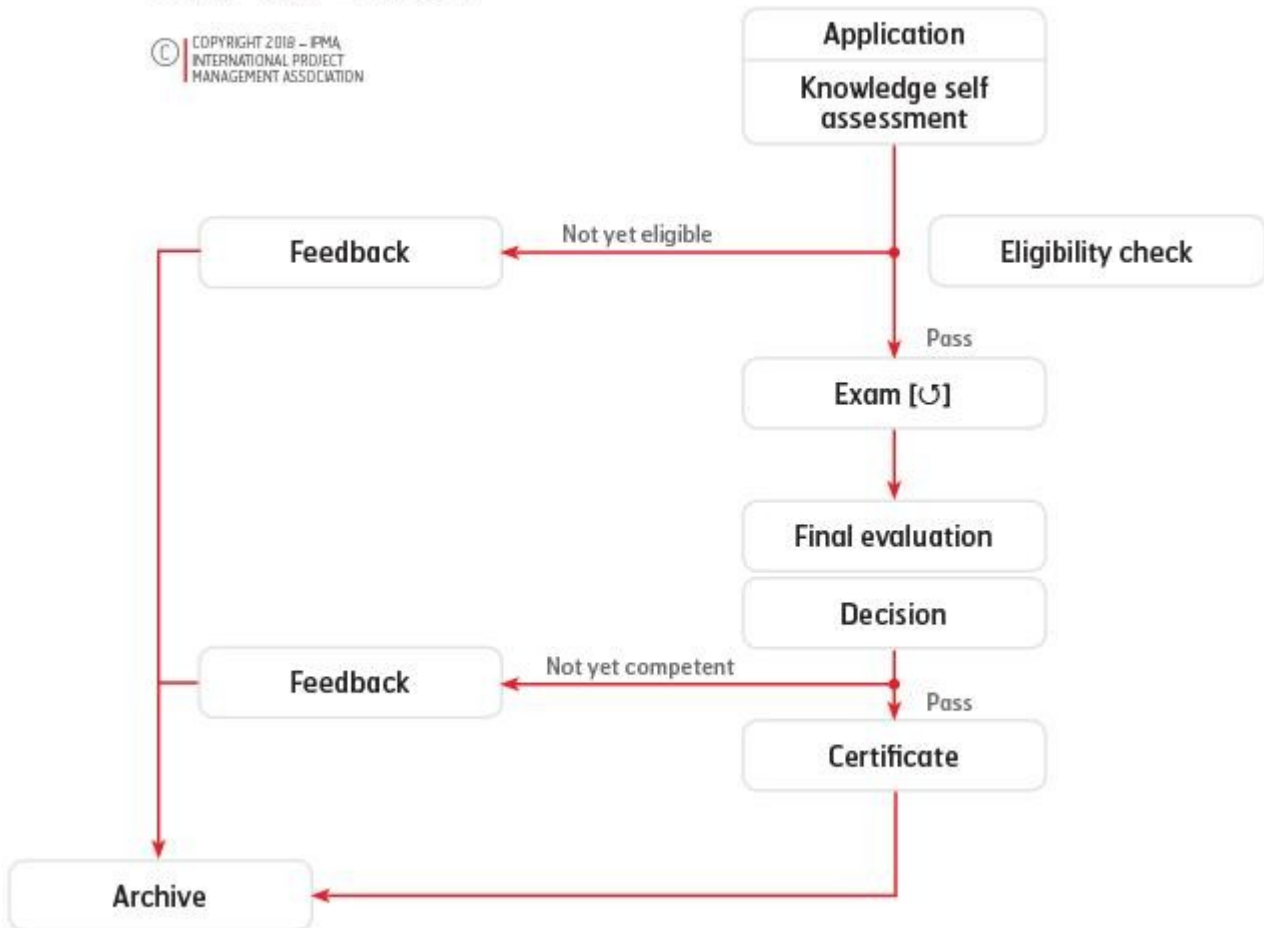 ©
COPYRIGHT 2018 – IPMA
INTERNATIONAL PROJECT
MANAGEMENT ASSOCIATION
Application
Knowledge self
assessment
Feedback
Not yet eligible
Eligibility check
Pass
Exam [↺]
Final evaluation
Decision
Feedback
Not yet competent
Pass
Certificate
Archive